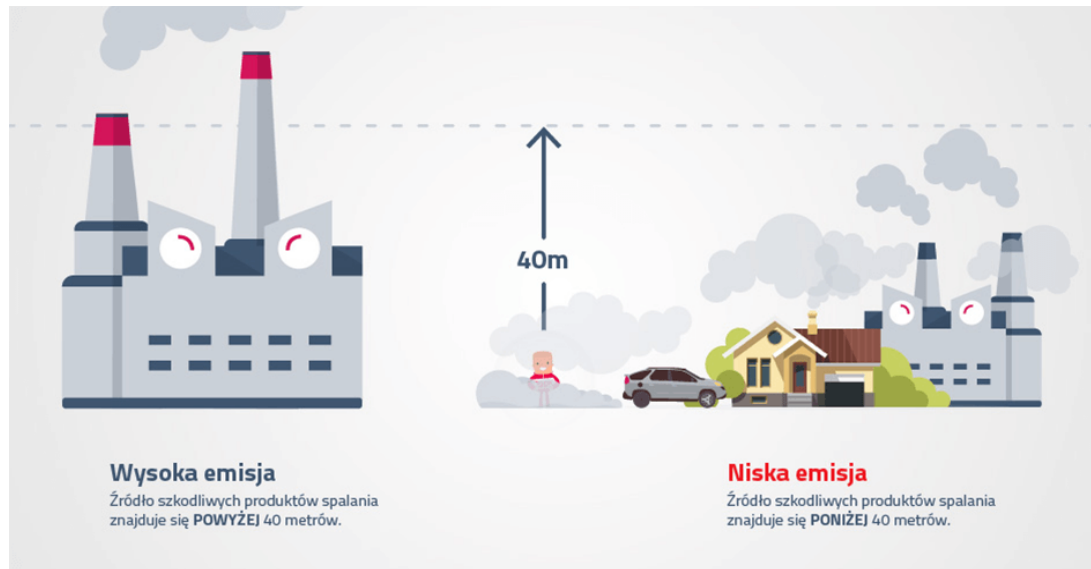 40m
Wysoka emisja
Źródło szkodliwych produktów spalania
znajduje się POWYŻEJ 40 metrów.
Niska emisja
Źródło szkodliwych produktów spalania
znajduje się PONIŻEJ 40 metrów.